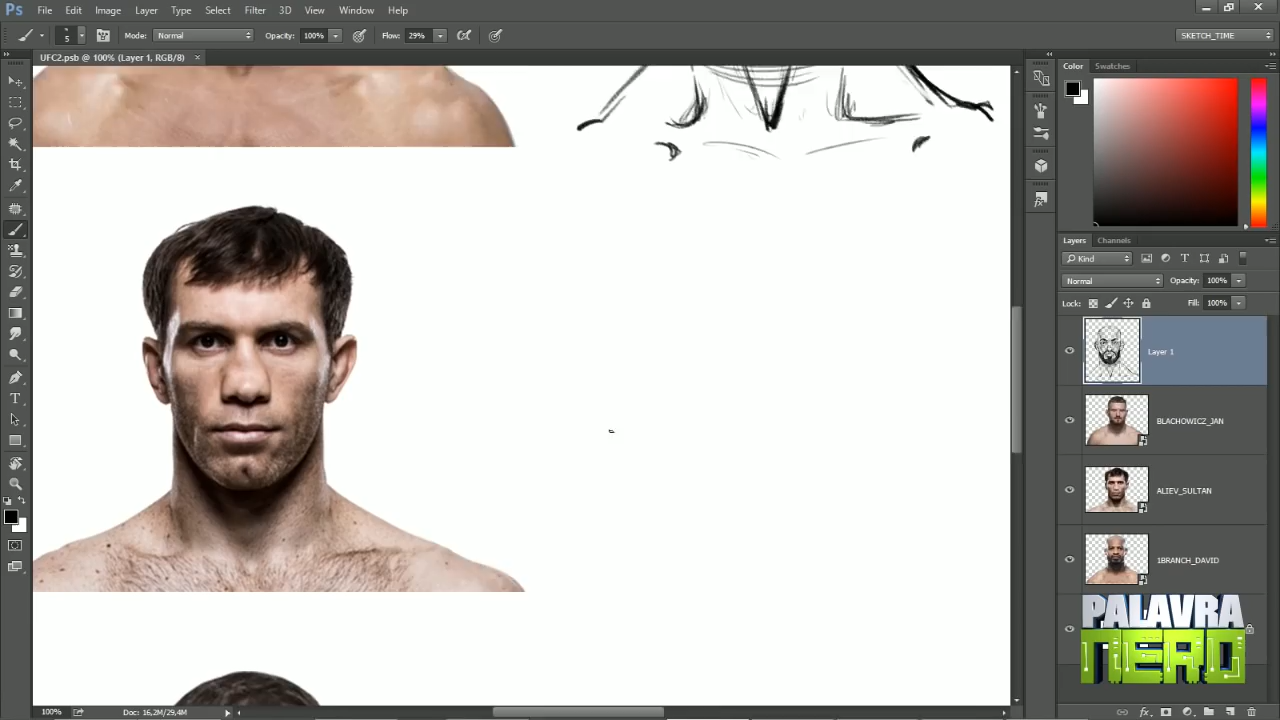 Ps File Edit Image Layer Type Select Filter 3D View Window Help
5 Mode: Normal Opacity: 100% Flow: 29% SKETCH_TIME
UFC2.psb @ 100% (Layer 1, RGB/8) ×
Color Swatches
Layers Channels
Kind
Normal Opacity: 100%
Lock: Fill: 100%
Layer 1
BLACHOWICZ_JAN
ALIEV_SULTAN
1BRANCH_DAVID
PALAVRA
NERD
100% Doc: 16,2M/29,4M